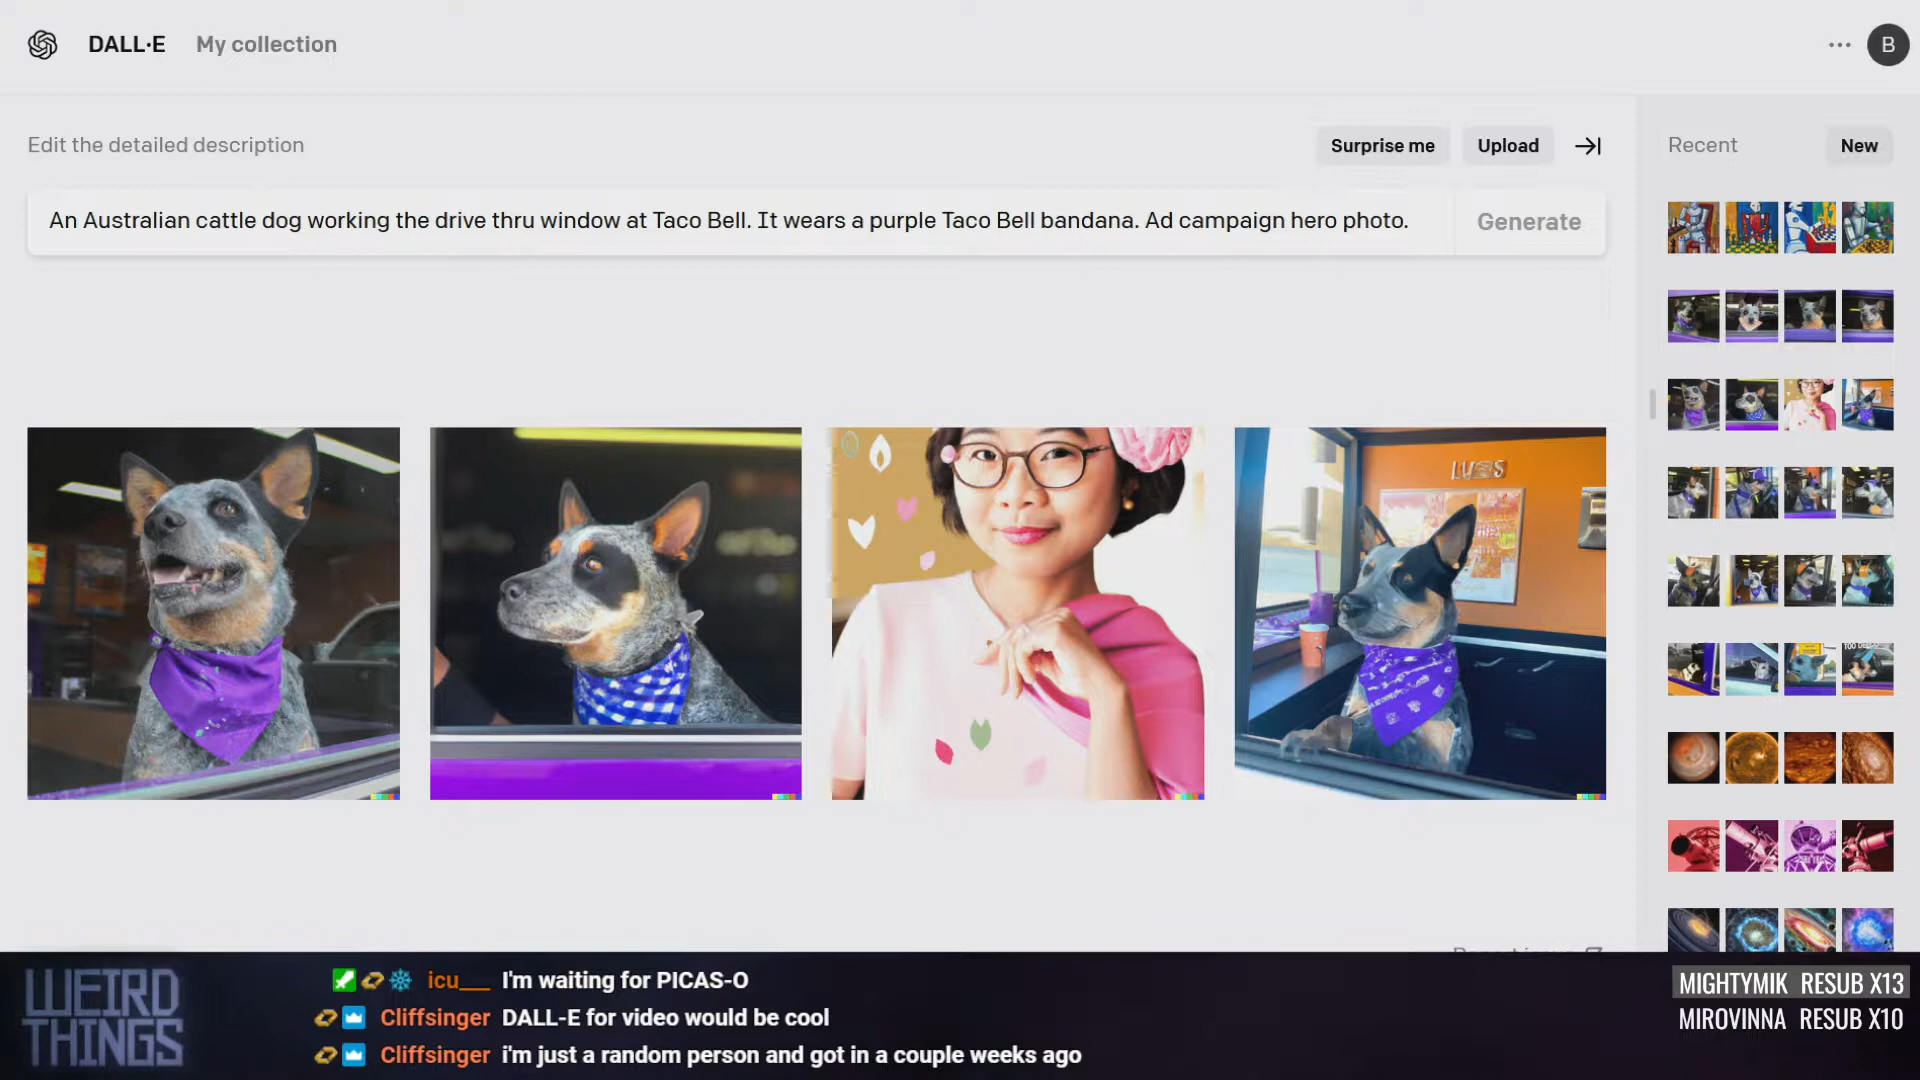 DALL·E My collection
··· B
Edit the detailed description
Surprise me Upload
Recent New
An Australian cattle dog working the drive thru window at Taco Bell. It wears a purple Taco Bell bandana. Ad campaign hero photo. Generate
WEIRD
THINGS
icu___ I'm waiting for PICAS-O
Cliffsinger DALL-E for video would be cool
Cliffsinger i'm just a random person and got in a couple weeks ago
MIGHTYMIK RESUB X13
MIROVINNA RESUB X10